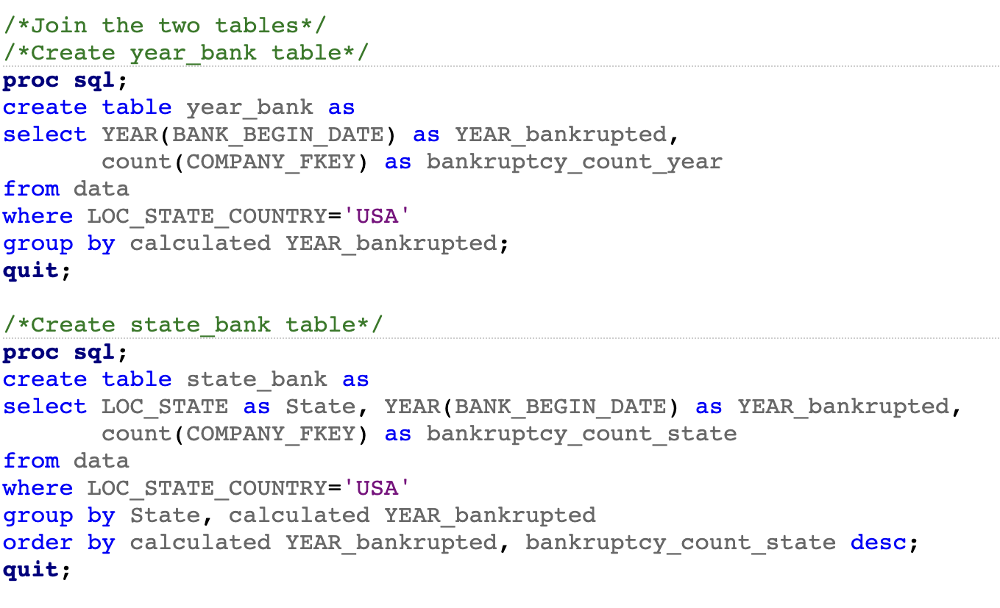 /*Join the two tables*/
/*Create year_bank table*/
proc sql;
create table year_bank as
select YEAR(BANK_BEGIN_DATE) as YEAR_bankrupted,
       count(COMPANY_FKEY) as bankruptcy_count_year
from data
where LOC_STATE_COUNTRY='USA'
group by calculated YEAR_bankrupted;
quit;

/*Create state_bank table*/
proc sql;
create table state_bank as
select LOC_STATE as State, YEAR(BANK_BEGIN_DATE) as YEAR_bankrupted,
       count(COMPANY_FKEY) as bankruptcy_count_state
from data
where LOC_STATE_COUNTRY='USA'
group by State, calculated YEAR_bankrupted
order by calculated YEAR_bankrupted, bankruptcy_count_state desc;
quit;